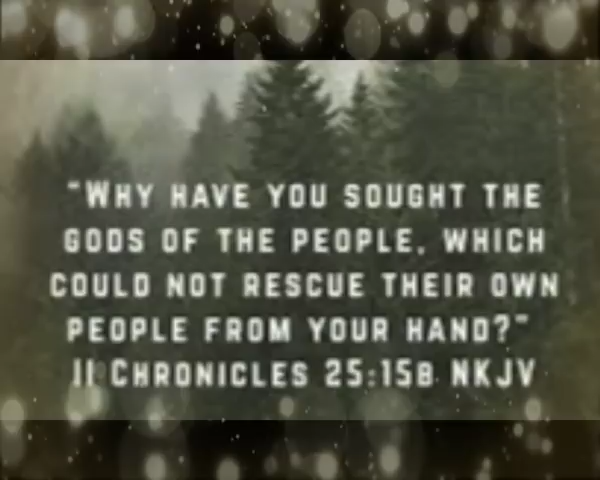 "Why have you sought the
gods of the people, which
could not rescue their own
people from your hand?"
II Chronicles 25:15b NKJV